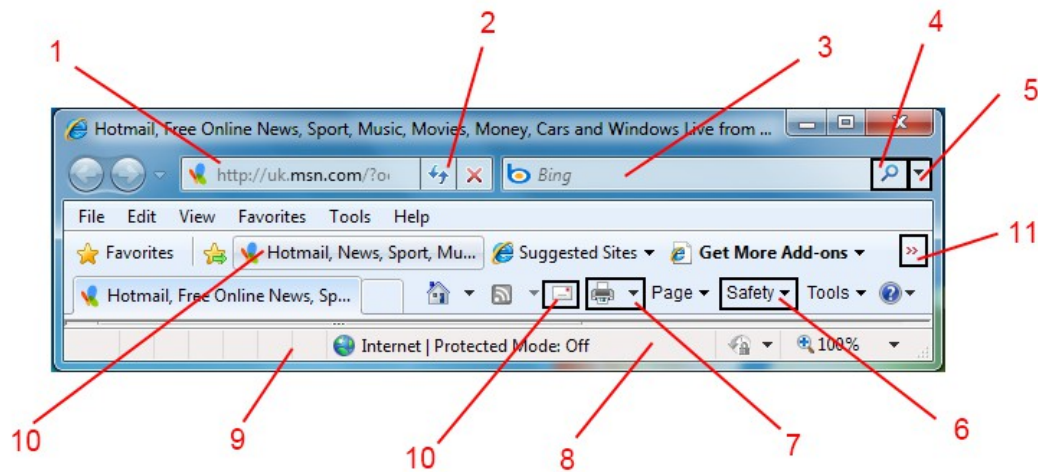 1
2
3
4
5
Hotmail, Free Online News, Sport, Music, Movies, Money, Cars and Windows Live from ...
http://uk.msn.com/?o
Bing
File Edit View Favorites Tools Help
Favorites Hotmail, News, Sport, Mu... Suggested Sites Get More Add-ons
11
Hotmail, Free Online News, Sp... Page Safety Tools
Internet | Protected Mode: Off 100%
10
9
10
8
7
6